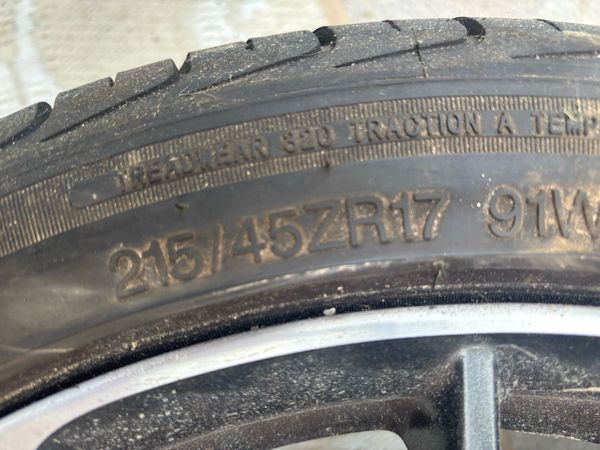 TREADWEAR 320 TRACTION A TEMP
215/45ZR17 91W